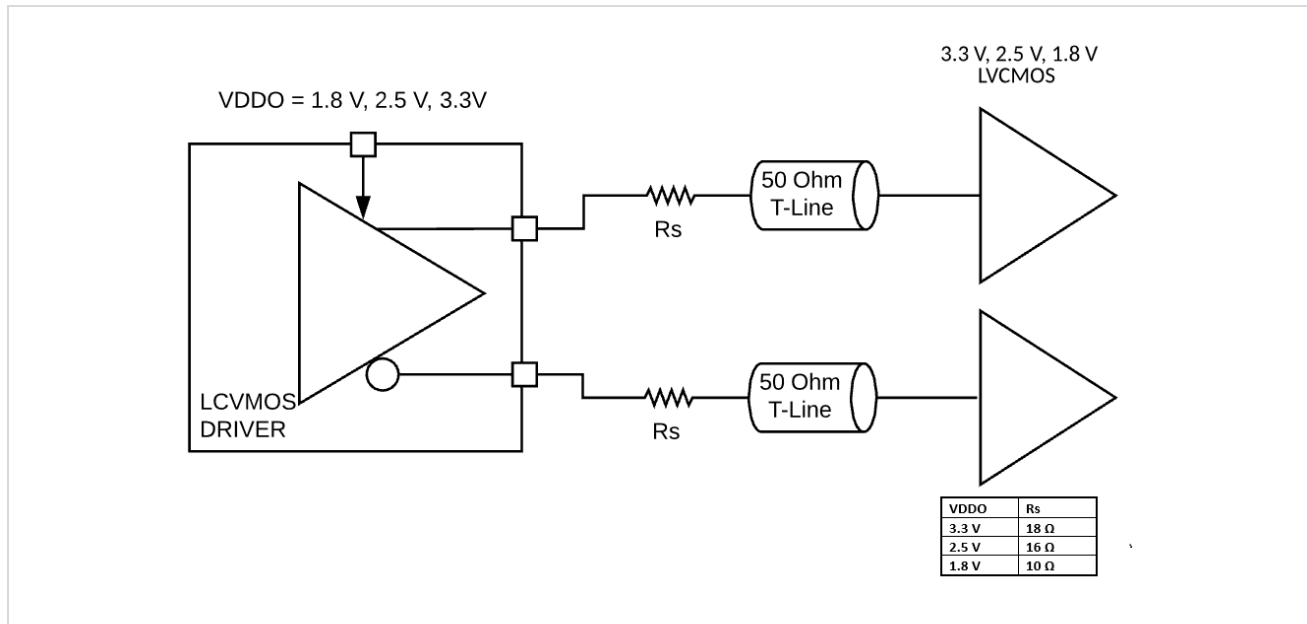 3.3 V, 2.5 V, 1.8 V
LVCMOS
VDDO = 1.8 V, 2.5 V, 3.3V
50 Ohm
T-Line
Rs
50 Ohm
T-Line
Rs
LCVMOS
DRIVER
VDDO Rs
3.3 V 18 Ω
2.5 V 16 Ω
1.8 V 10 Ω